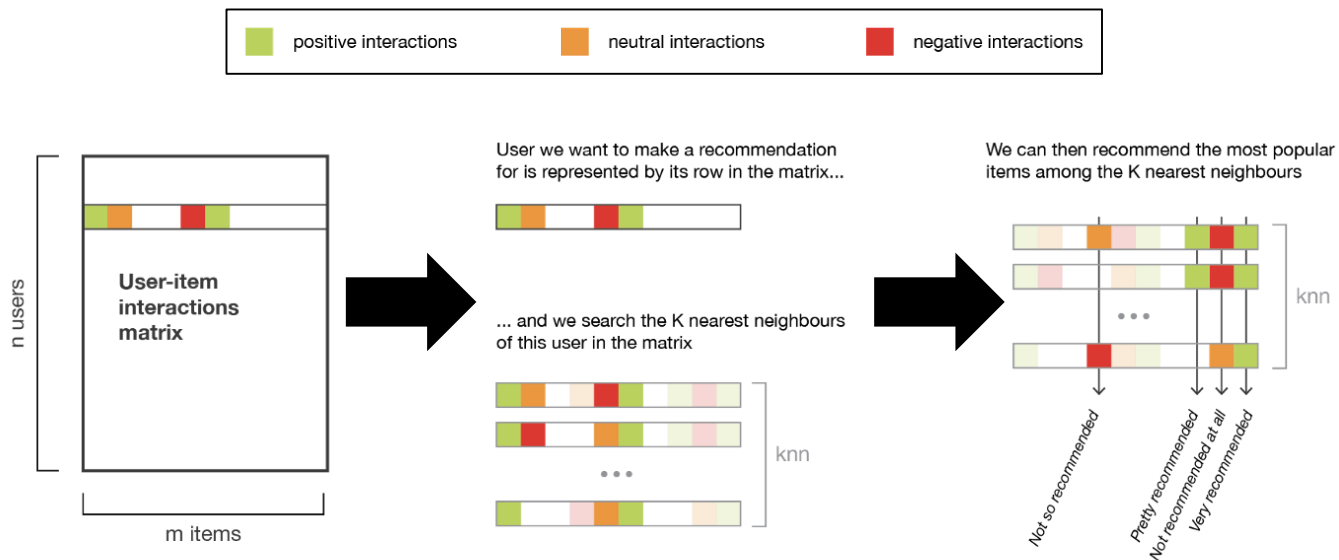 positive interactions
neutral interactions
negative interactions
n users
User-item
interactions
matrix
m items
User we want to make a recommendation
for is represented by its row in the matrix...
... and we search the K nearest neighbours
of this user in the matrix
knn
We can then recommend the most popular
items among the K nearest neighbours
knn
Not so recommended
Pretty recommended
Not recommended at all
Very recommended